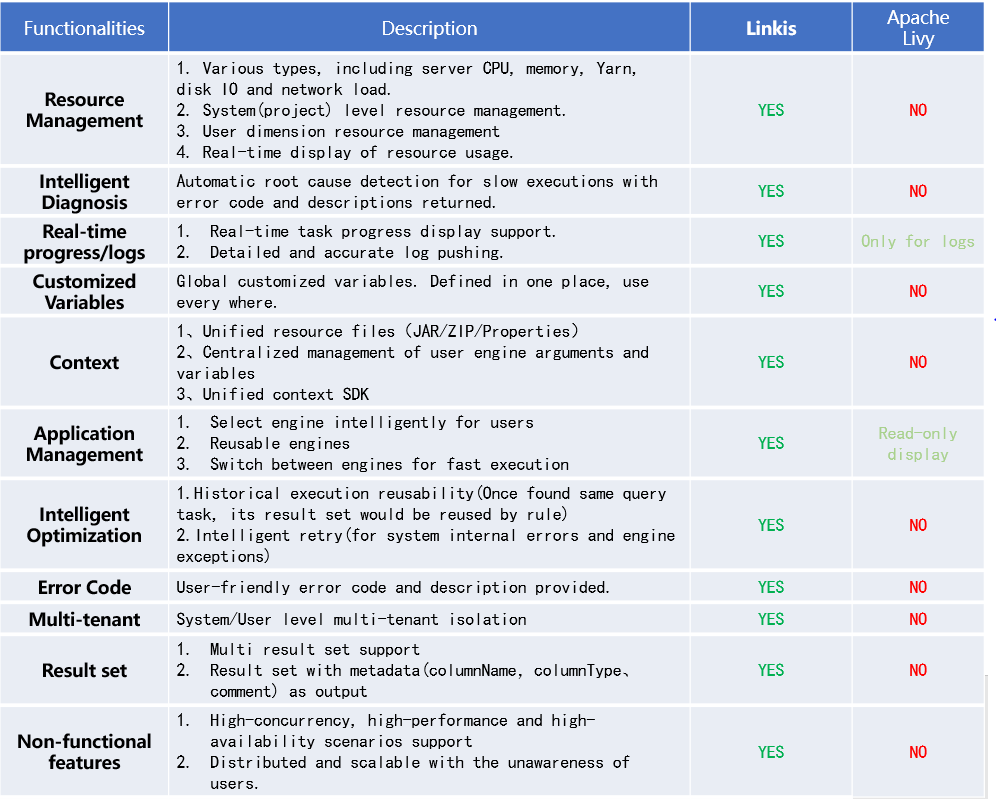 Functionalities
Description
Linkis
Apache
Livy
Resource
Management
1. Various types, including server CPU, memory, Yarn,
disk IO and network load.
2. System(project) level resource management.
3. User dimension resource management
4. Real-time display of resource usage.
YES
NO
Intelligent
Diagnosis
Automatic root cause detection for slow executions with
error code and descriptions returned.
YES
NO
Real-time
progress/logs
1. Real-time task progress display support.
2. Detailed and accurate log pushing.
YES
Only for logs
Customized
Variables
Global customized variables. Defined in one place, use
every where.
YES
NO
Context
1、Unified resource files (JAR/ZIP/Properties)
2、Centralized management of user engine arguments and
variables
3、Unified context SDK
YES
NO
Application
Management
1. Select engine intelligently for users
2. Reusable engines
3. Switch between engines for fast execution
YES
Read-only
display
Intelligent
Optimization
1.Historical execution reusability(Once found same query
task, its result set would be reused by rule)
2.Intelligent retry(for system internal errors and engine
exceptions)
YES
NO
Error Code
User-friendly error code and description provided.
YES
NO
Multi-tenant
System/User level multi-tenant isolation
YES
NO
Result set
1. Multi result set support
2. Result set with metadata(columnName, columnType、
comment) as output
YES
NO
Non-functional
features
1. High-concurrency, high-performance and high-
availability scenarios support
2. Distributed and scalable with the unawareness of
users.
YES
NO